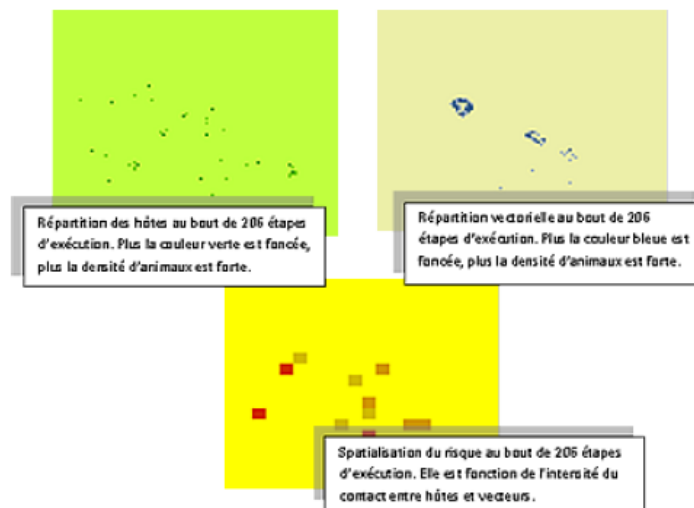 Répartition des hôtes au bout de 206 étapes
d'exécution. Plus la couleur verte est foncée,
plus la densité d'animaux est forte.
Répartition vectorielle au bout de 206
étapes d'exécution. Plus la couleur bleue est
foncée, plus la densité d'animaux est forte.
Spatialisation du risque au bout de 206 étapes
d'exécution. Elle est fonction de l'intensité du
contact entre hôtes et vecteurs.